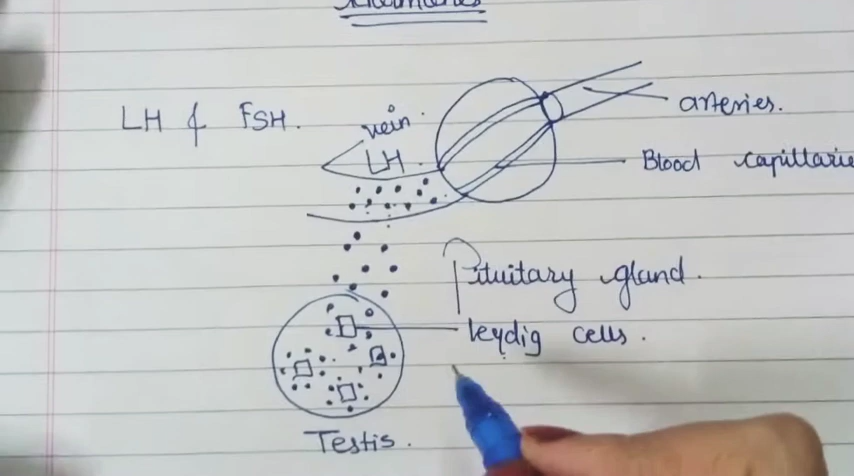 LH & FSH.
vein.
LH.
arteries.
Blood capillarie
Pituitary gland.
leydig cells.
Testis.